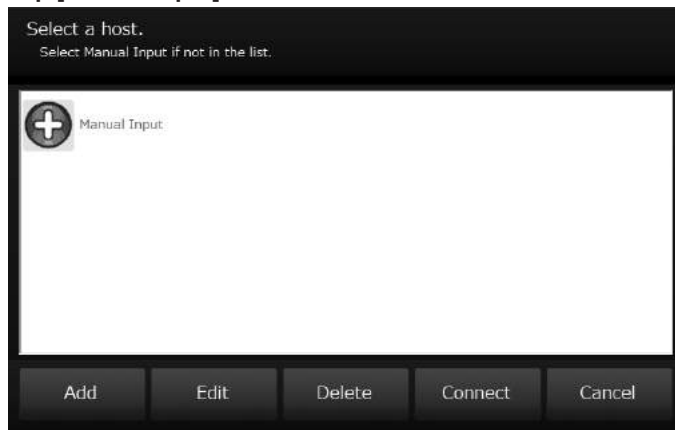 Select a host.
Select Manual Input if not in the list.
Manual Input
Add Edit Delete Connect Cancel